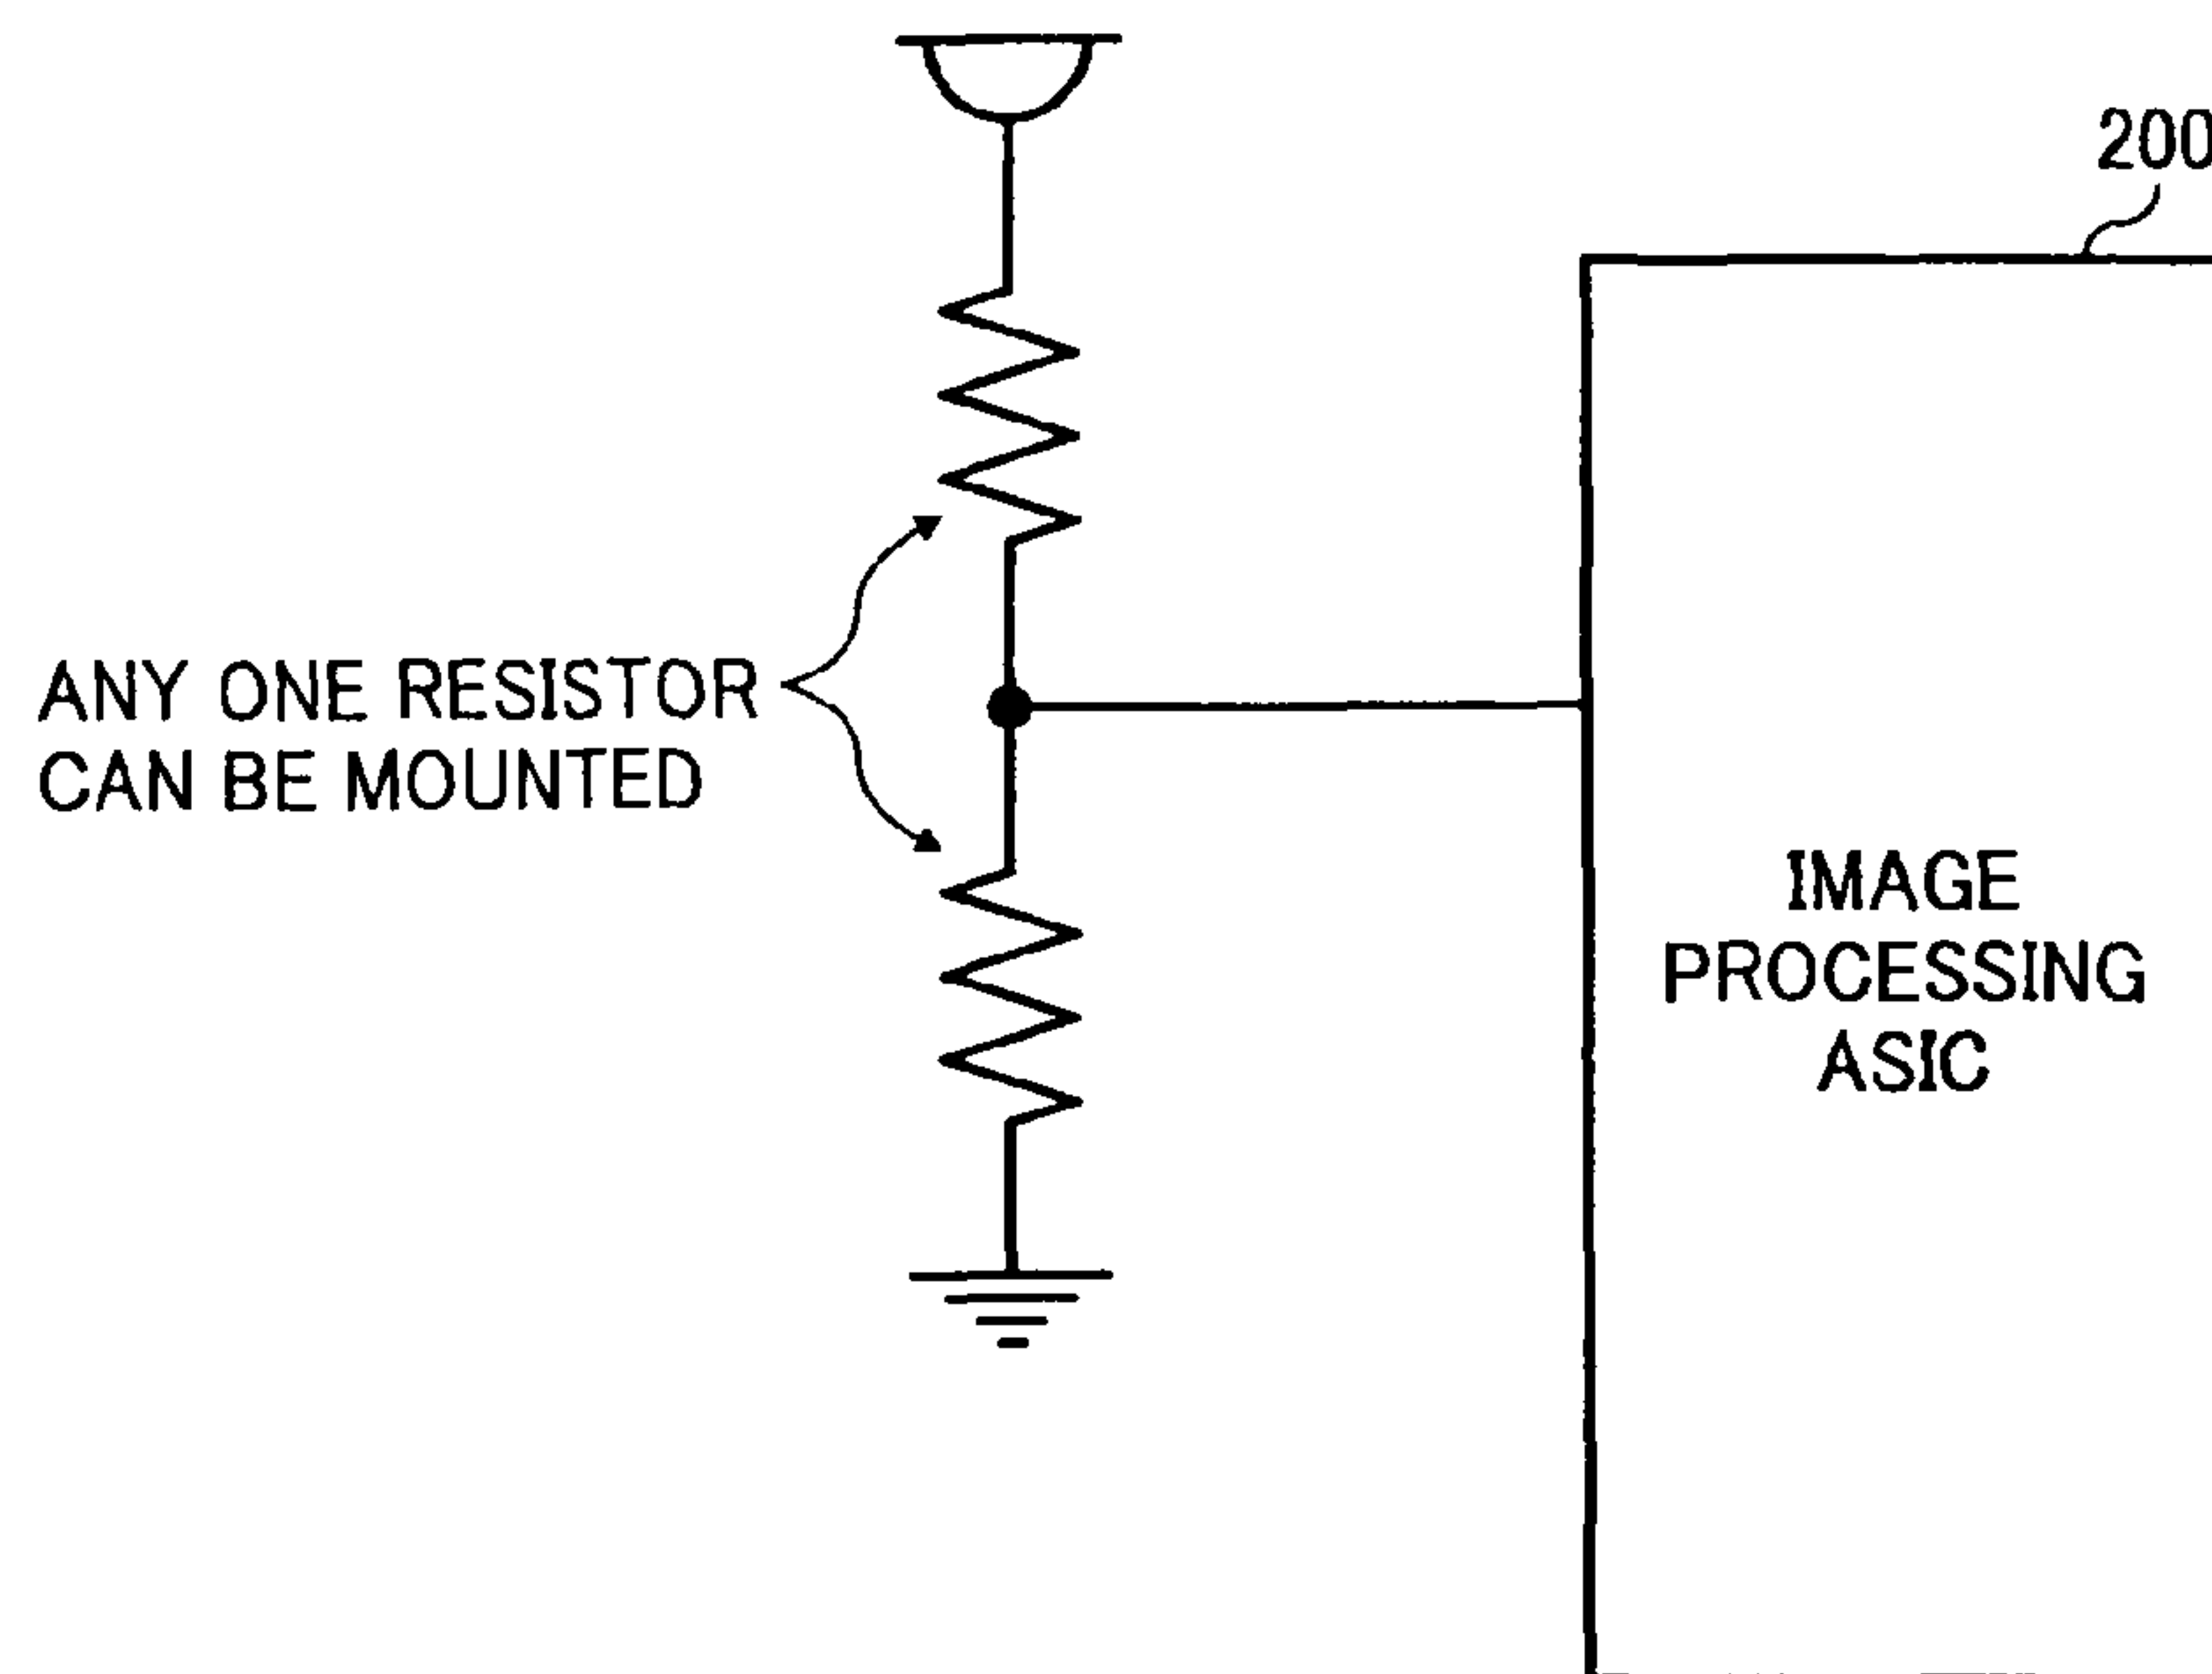 200
ANY ONE RESISTOR
CAN BE MOUNTED
IMAGE
PROCESSING
ASIC